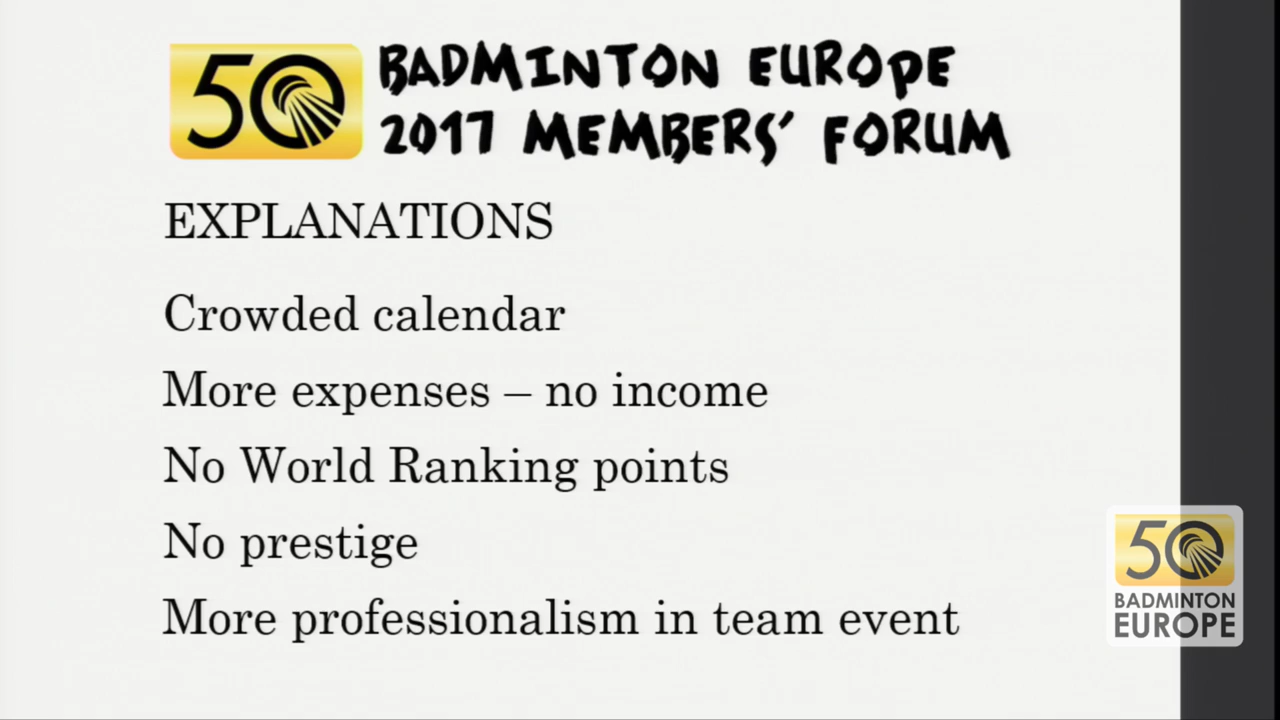 50 BADMINTON EUROPE
2017 MEMBERS' FORUM
EXPLANATIONS
Crowded calendar
More expenses – no income
No World Ranking points
No prestige
More professionalism in team event
50
BADMINTON
EUROPE